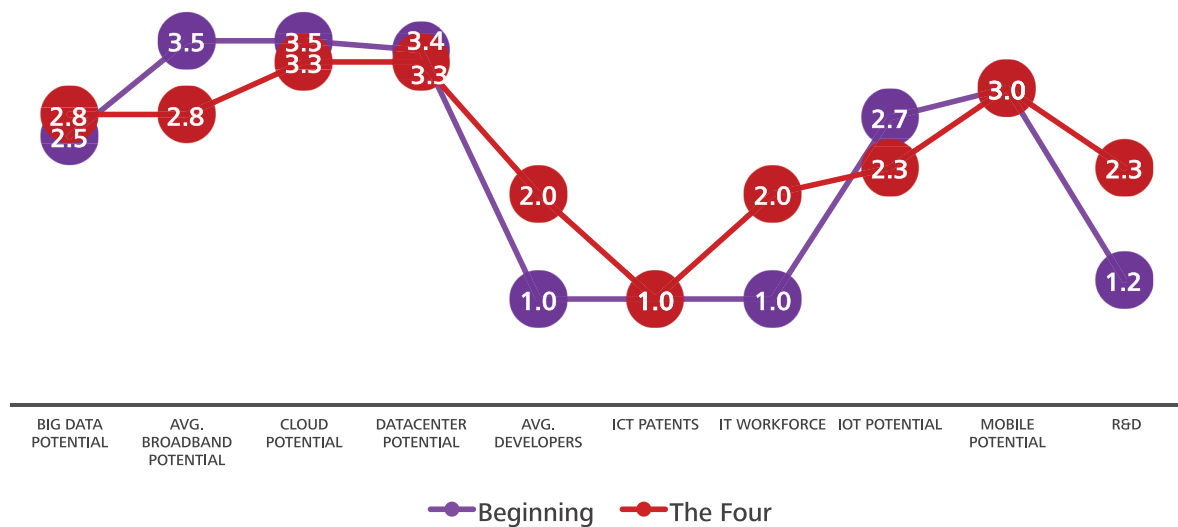 3.5
3.5
3.4
3.3
3.3
2.8
2.8
2.5
2.0
1.0
1.0
2.0
1.0
2.7
2.3
3.0
2.3
1.2
BIG DATA
POTENTIAL
AVG.
BROADBAND
POTENTIAL
CLOUD
POTENTIAL
DATACENTER
POTENTIAL
AVG.
DEVELOPERS
ICT PATENTS
IT WORKFORCE
IOT POTENTIAL
MOBILE
POTENTIAL
R&D
Beginning
The Four